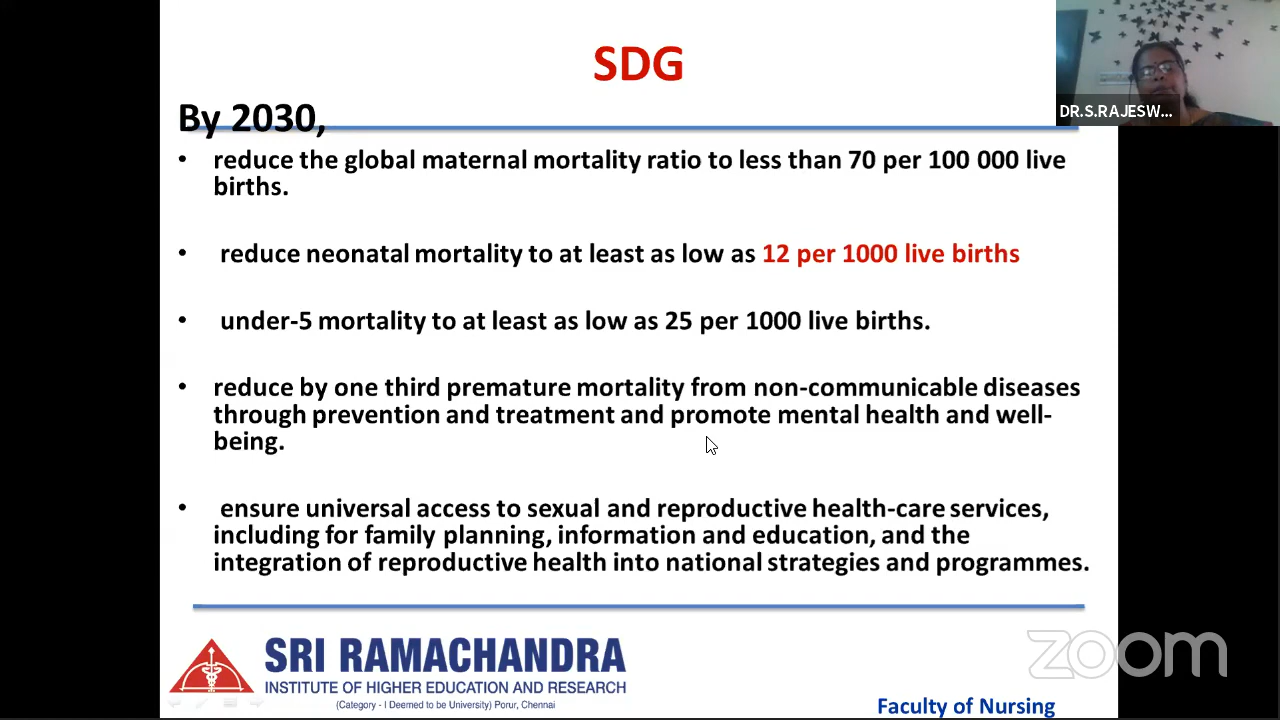 SDG
By 2030,
DR.S.RAJESW...
• reduce the global maternal mortality ratio to less than 70 per 100 000 live
births.
• reduce neonatal mortality to at least as low as 12 per 1000 live births
• under-5 mortality to at least as low as 25 per 1000 live births.
• reduce by one third premature mortality from non-communicable diseases
through prevention and treatment and promote mental health and well-
being.
• ensure universal access to sexual and reproductive health-care services,
including for family planning, information and education, and the
integration of reproductive health into national strategies and programmes.
SRI RAMACHANDRA
INSTITUTE OF HIGHER EDUCATION AND RESEARCH
(Category - I Deemed to be University) Porur, Chennai
zoom
Faculty of Nursing